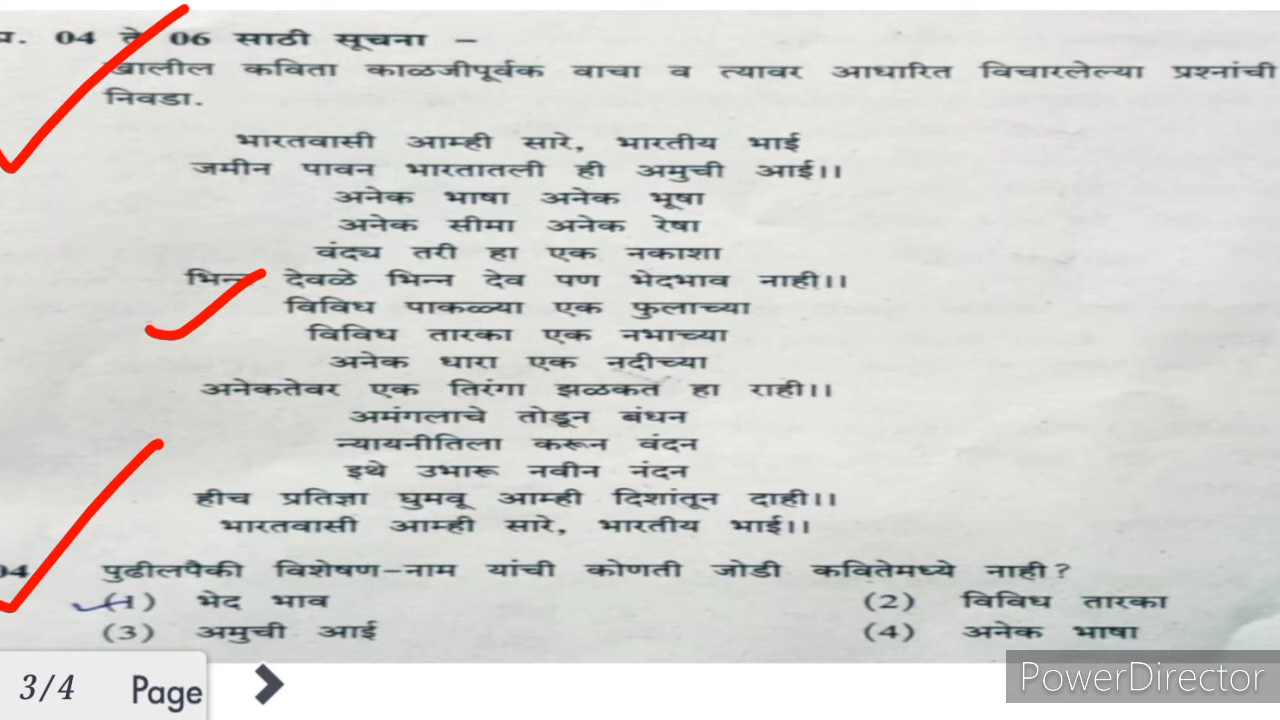 प्र. 04 ते 06 साठी सूचना –
खालील कविता काळजीपूर्वक वाचा व त्यावर आधारित विचारलेल्या प्रश्नांची
निवडा.
भारतवासी आम्ही सारे, भारतीय भाई
जमीन पावन भारतातली ही अमुची आई।।
अनेक भाषा अनेक भूषा
अनेक सीमा अनेक रेषा
वंद्य तरी हा एक नकाशा
भिन्न देवळे भिन्न देव पण भेदभाव नाही।।
विविध पाकळ्या एक फुलाच्या
विविध तारका एक नभाच्या
अनेक धारा एक नदीच्या
अनेकतेवर एक तिरंगा झळकत हा राही।।
अमंगलाचे तोडून बंधन
न्यायनीतिला करून वंदन
इथे उभारू नवीन नंदन
हीच प्रतिज्ञा घुमवू आम्ही दिशांतून दाही।।
भारतवासी आम्ही सारे, भारतीय भाई।।
04 पुढीलपैकी विशेषण-नाम यांची कोणती जोडी कवितेमध्ये नाही?
(1) भेद भाव (2) विविध तारका
(3) अमुची आई (4) अनेक भाषा
3/4 Page
PowerDirector